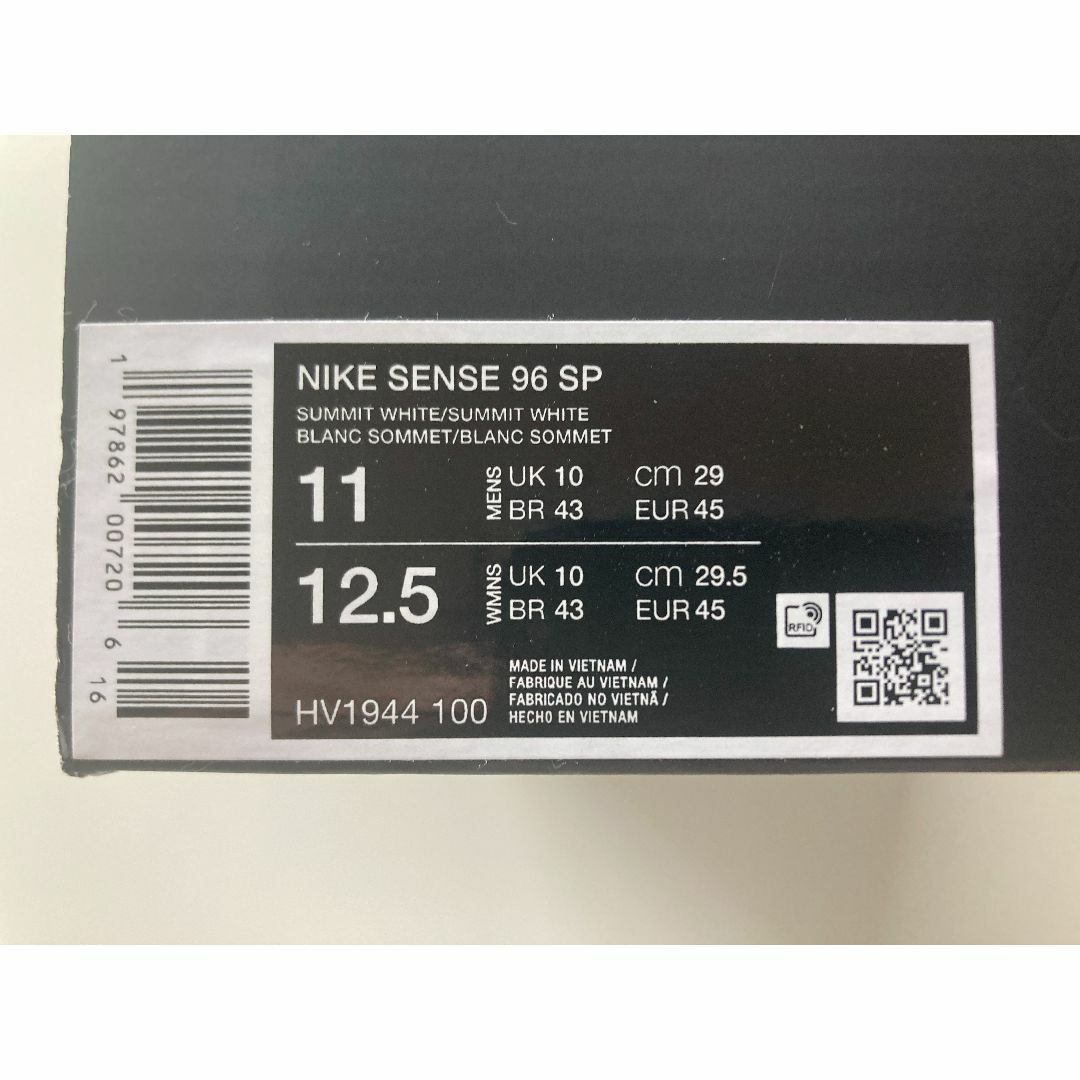 NIKE SENSE 96 SP
SUMMIT WHITE/SUMMIT WHITE
BLANC SOMMET/BLANC SOMMET
11 MENS UK 10 cm 29
BR 43 EUR 45
12.5 WMNS UK 10 cm 29.5
BR 43 EUR 45
HV1944 100
MADE IN VIETNAM /
FABRIQUE AU VIETNAM /
FABRICADO NO VIETNÃ /
HECHO EN VIETNAM
RFID
1 97862 00720 6 16